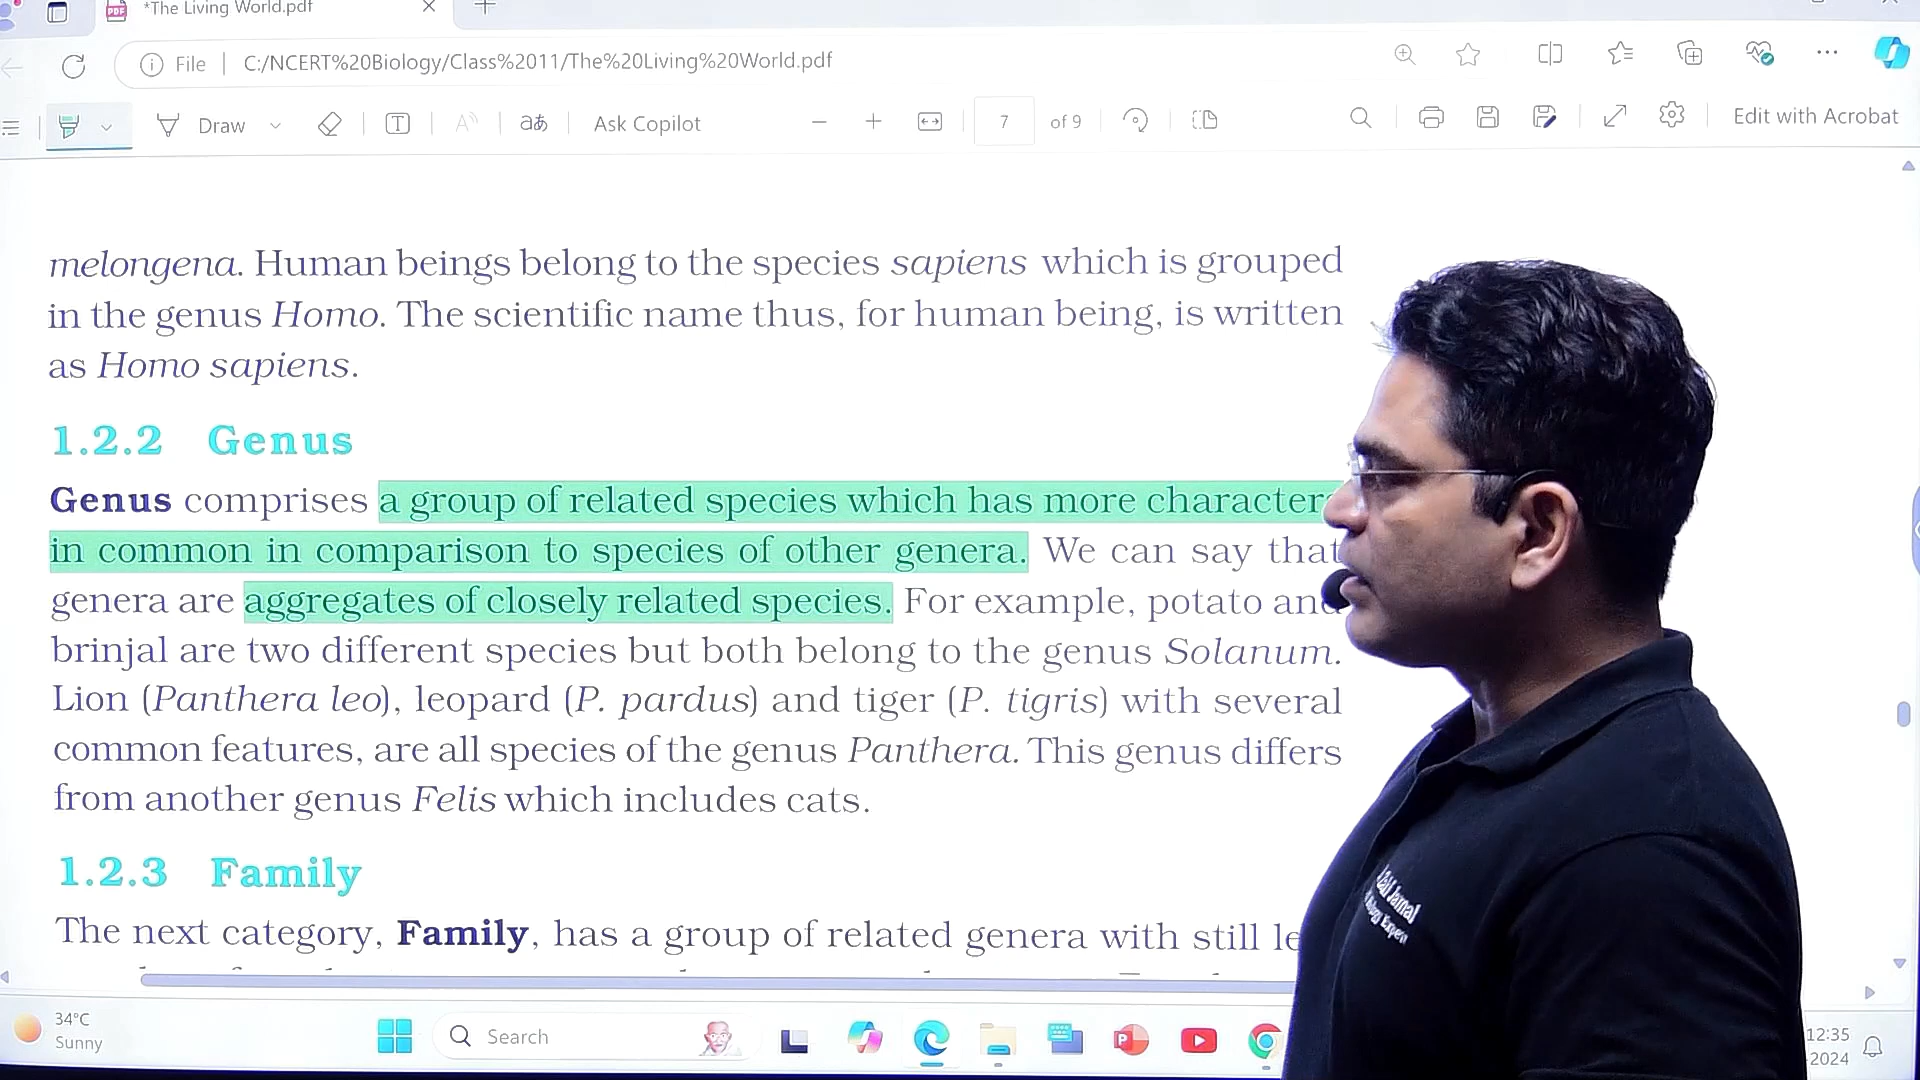 *The Living World.pdf
File
C:/NCERT%20Biology/Class%2011/The%20Living%20World.pdf
Draw
T
aあ
Ask Copilot
7
of 9
Edit with Acrobat
melongena. Human beings belong to the species sapiens which is grouped
in the genus Homo. The scientific name thus, for human being, is written
as Homo sapiens.
1.2.2 Genus
Genus comprises a group of related species which has more character
in common in comparison to species of other genera. We can say that
genera are aggregates of closely related species. For example, potato and
brinjal are two different species but both belong to the genus Solanum.
Lion (Panthera leo), leopard (P. pardus) and tiger (P. tigris) with several
common features, are all species of the genus Panthera. This genus differs
from another genus Felis which includes cats.
1.2.3 Family
The next category, Family, has a group of related genera with still le
Jamal
34°C
Sunny
Search
12:35
2024